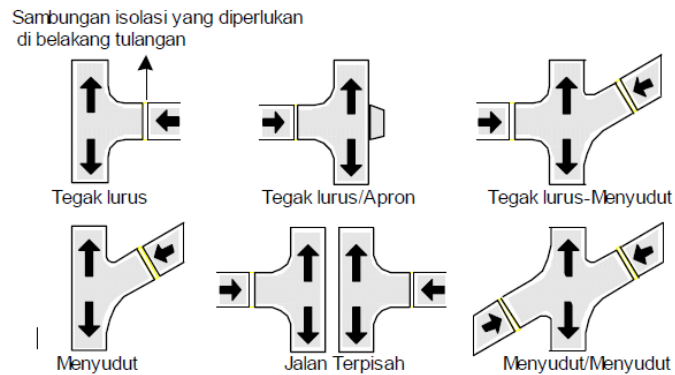 Sambungan isolasi yang diperlukan
di belakang tulangan
Tegak lurus
Tegak lurus/Apron
Tegak lurus-Menyudut
Menyudut
Jalan Terpisah
Menyudut/Menyudut